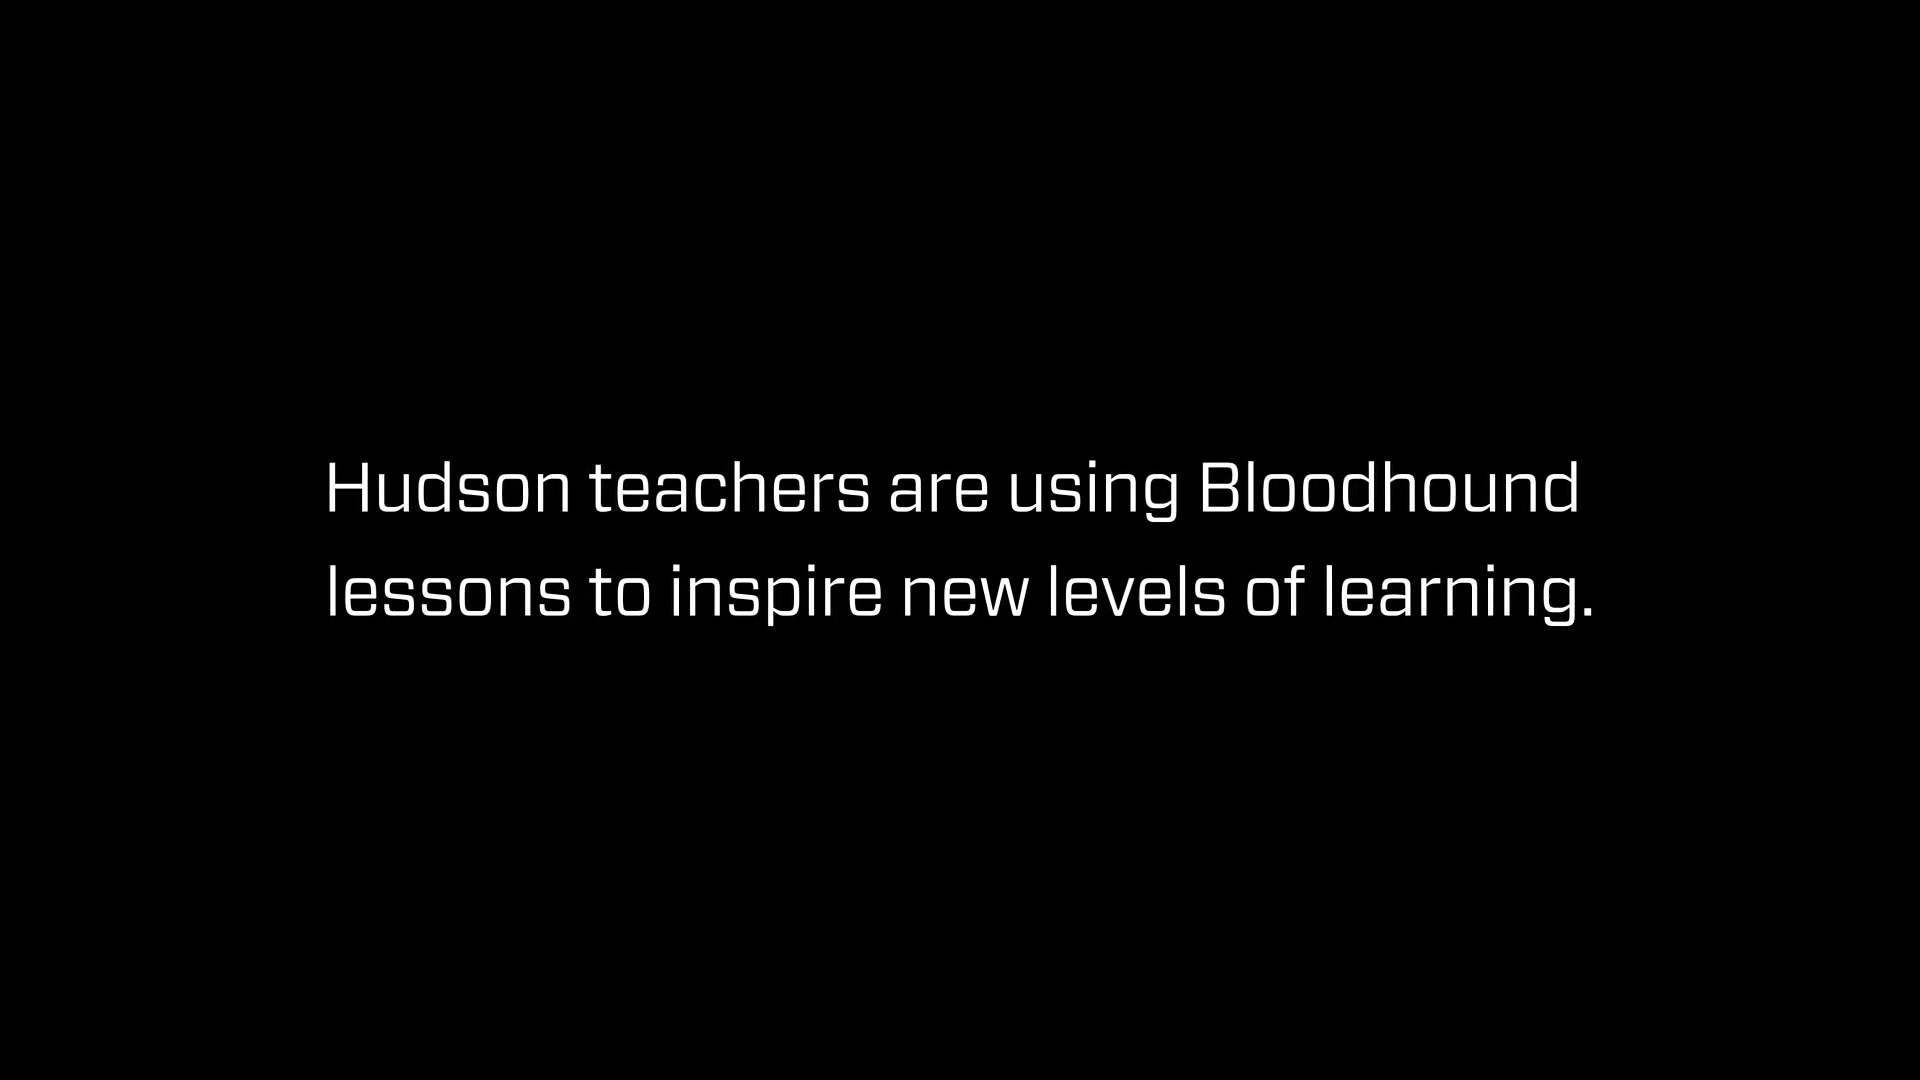 Hudson teachers are using Bloodhound
lessons to inspire new levels of learning.